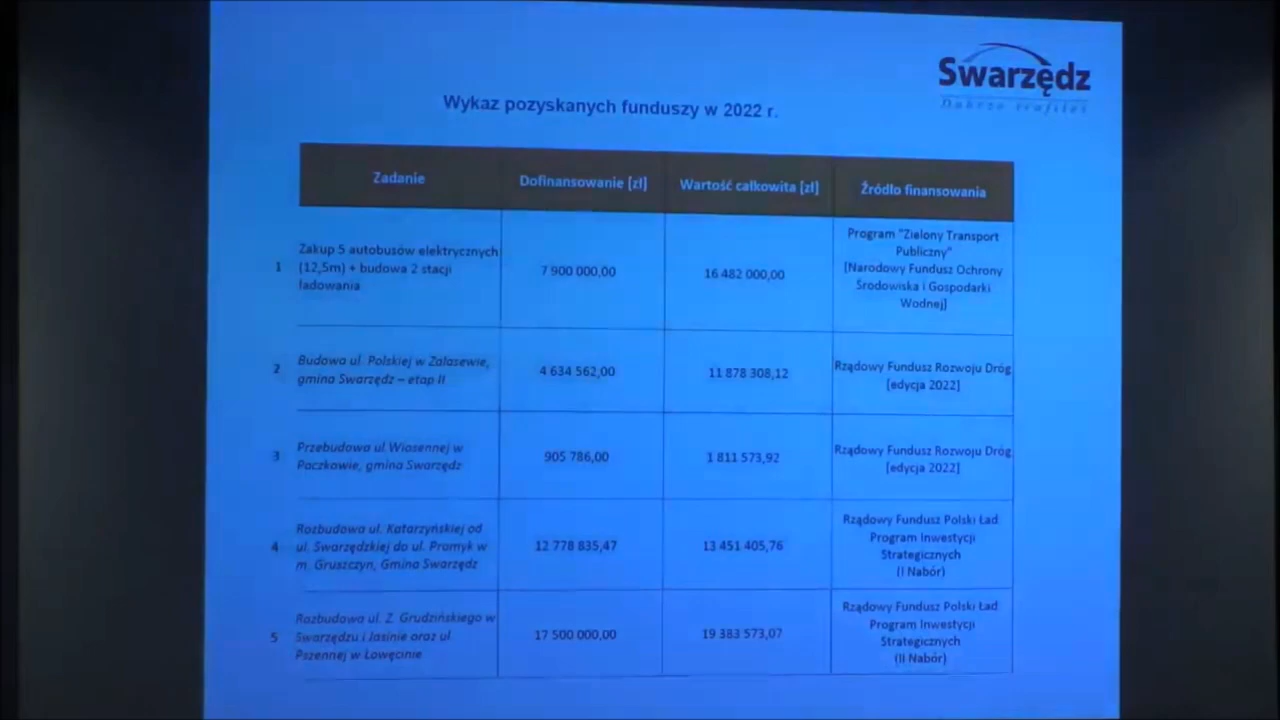 Swarzędz
Dobrze trafiłeś
Wykaz pozyskanych funduszy w 2022 r.
Zadanie
Dofinansowanie [zł]
Wartość całkowita [zł]
Źródło finansowania
1
Zakup 5 autobusów elektrycznych
(12,5m) + budowa 2 stacji
ładowania
7 900 000,00
16 482 000,00
Program "Zielony Transport
Publiczny"
[Narodowy Fundusz Ochrony
Środowiska i Gospodarki
Wodnej]
2
Budowa ul. Polskiej w Zalasewie,
gmina Swarzędz – etap II
4 634 562,00
11 878 308,12
Rządowy Fundusz Rozwoju Dróg
[edycja 2022]
3
Przebudowa ul Wiosennej w
Paczkowie, gmina Swarzędz
905 786,00
1 811 573,92
Rządowy Fundusz Rozwoju Dróg
[edycja 2022]
4
Rozbudowa ul. Katarzyńskiej od
ul. Swarzędzkiej do ul. Promyk w
m. Gruszczyn, Gmina Swarzędz
12 778 835,47
13 451 405,76
Rządowy Fundusz Polski Ład
Program Inwestycji
Strategicznych
(I Nabór)
5
Rozbudowa ul. Z. Grudzińskiego w
Swarzędzu i Jasinie oraz ul
Pszennej w Łowęcinie
17 500 000,00
19 383 573,07
Rządowy Fundusz Polski Ład
Program Inwestycji
Strategicznych
(II Nabór)